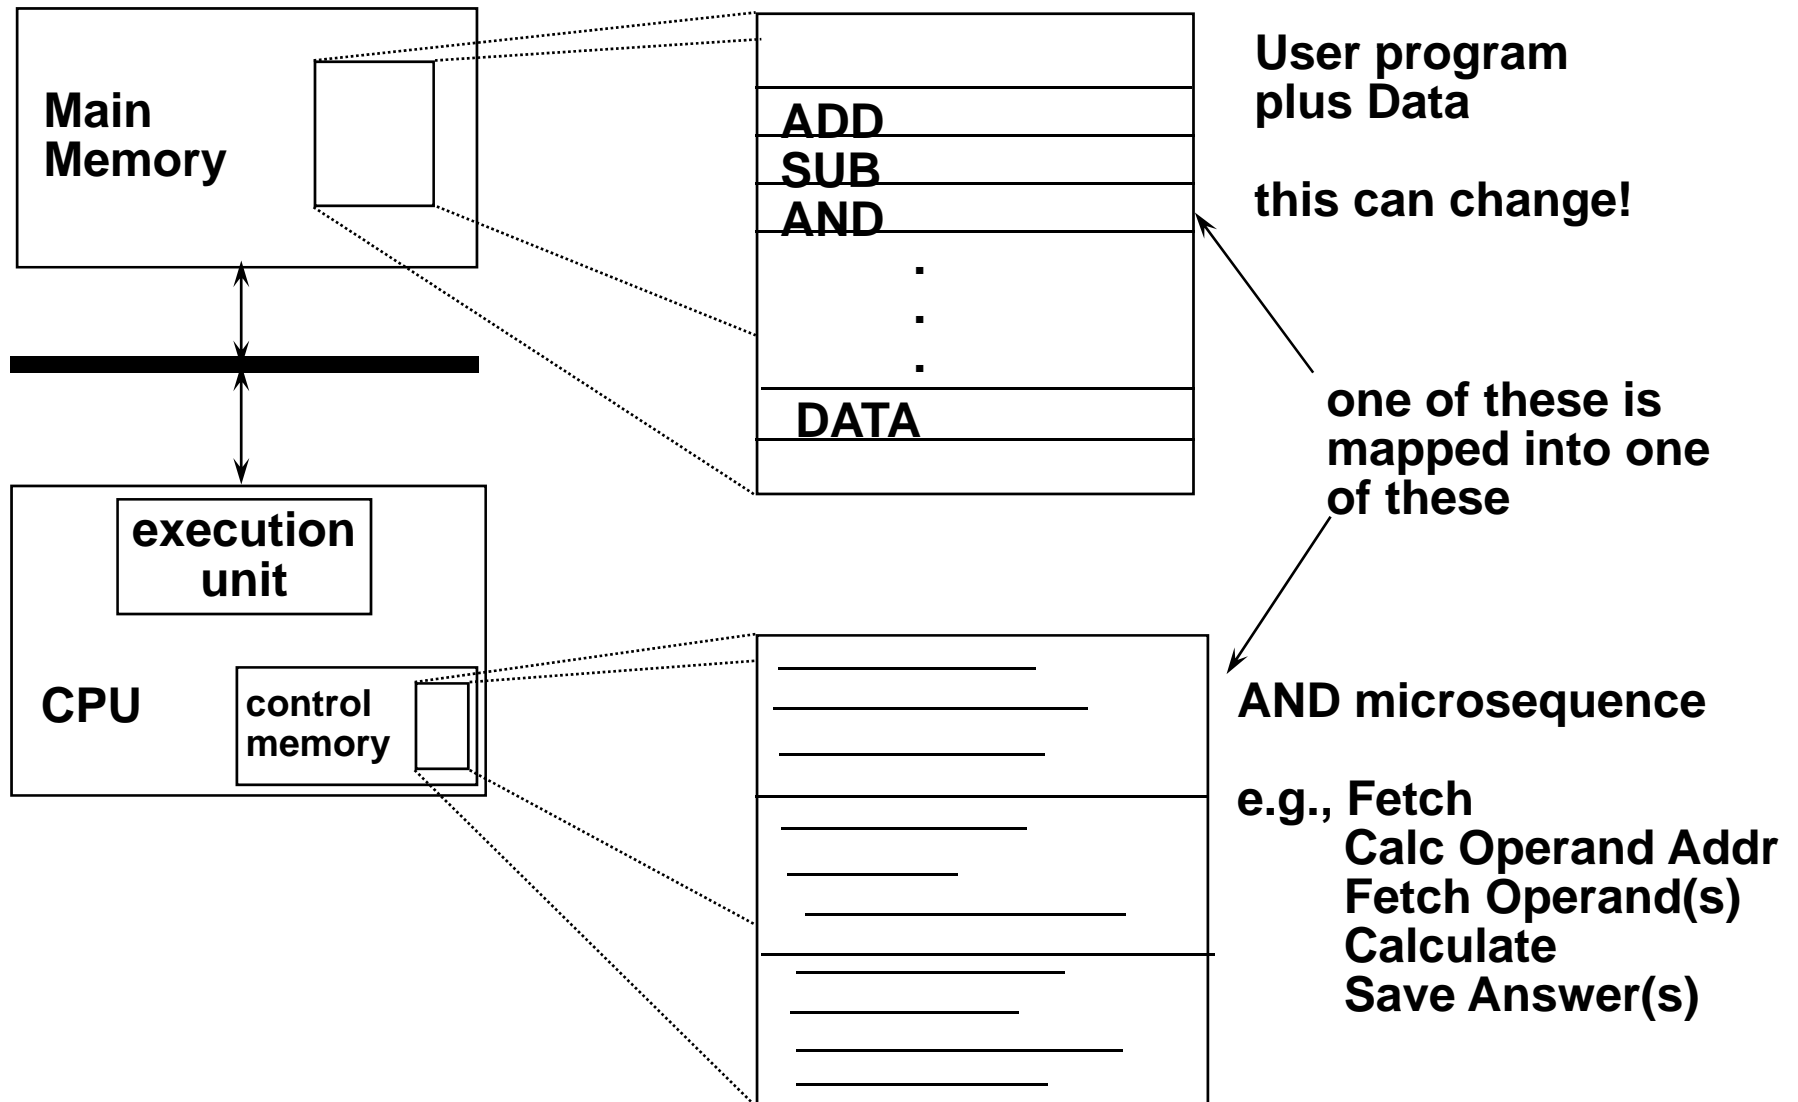 Main
Memory
ADD
SUB
AND
.
.
.
DATA
User program
plus Data
this can change!
one of these is
mapped into one
of these
execution
unit
CPU
control
memory
AND microsequence
e.g., Fetch
Calc Operand Addr
Fetch Operand(s)
Calculate
Save Answer(s)